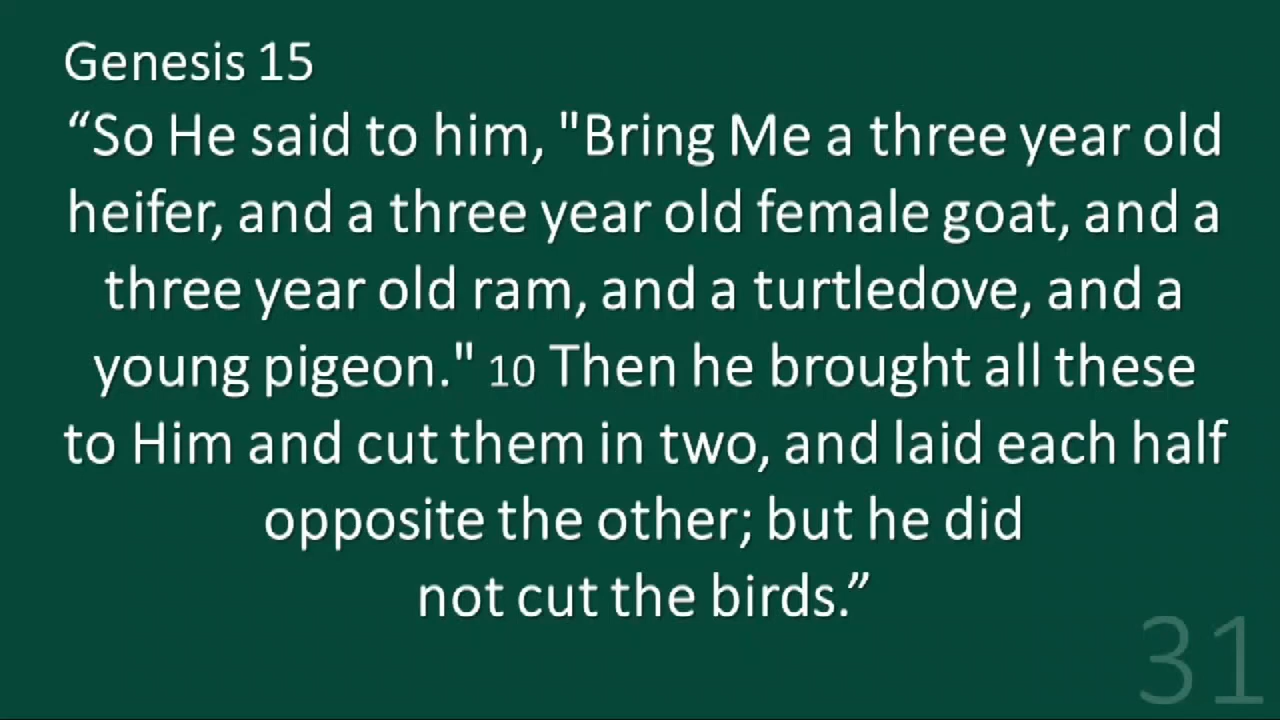 Genesis 15
“So He said to him, "Bring Me a three year old
heifer, and a three year old female goat, and a
three year old ram, and a turtledove, and a
young pigeon." 10 Then he brought all these
to Him and cut them in two, and laid each half
opposite the other; but he did
not cut the birds.”
31